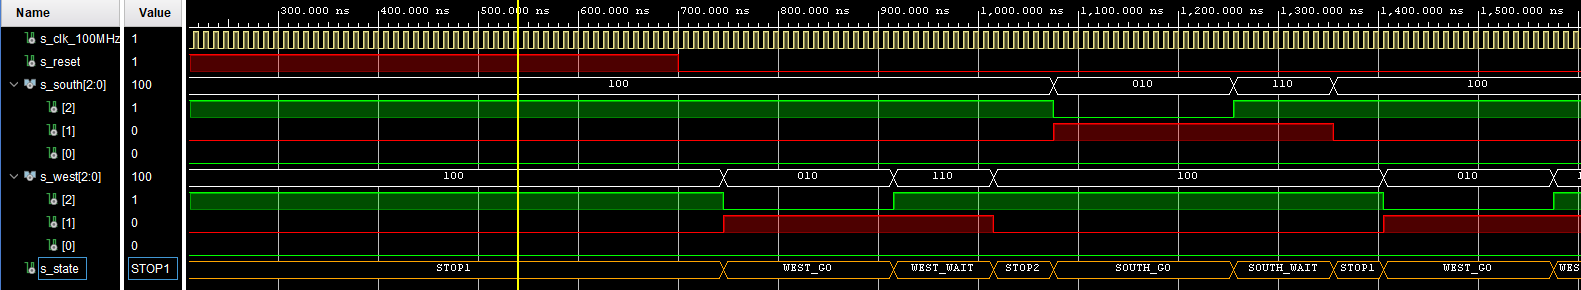 Name Value 300.000 ns 400.000 ns 500.000 ns 600.000 ns 700.000 ns 800.000 ns 900.000 ns 1,000.000 ns 1,100.000 ns 1,200.000 ns 1,300.000 ns 1,400.000 ns 1,500.000 ns
s_clk_100MHz 1
s_reset 1
s_south[2:0] 100 100 010 110 100
[2] 1
[1] 0
[0] 0
s_west[2:0] 100 100 010 110 100 010
[2] 1
[1] 0
[0] 0
s_state STOP1 STOP1 WEST_GO WEST_WAIT STOP2 SOUTH_GO SOUTH_WAIT STOP1 WEST_GO WES